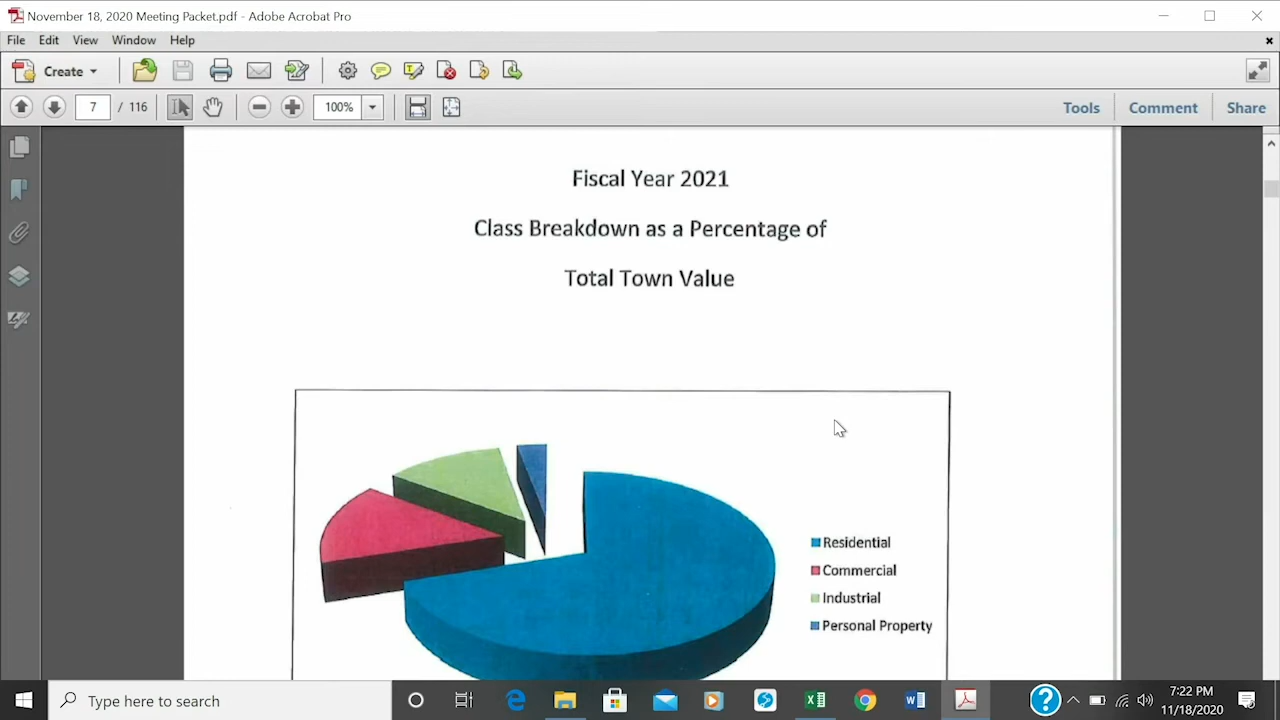 November 18, 2020 Meeting Packet.pdf - Adobe Acrobat Pro
File Edit View Window Help
Create
7 / 116 100% Tools Comment Share
Fiscal Year 2021
Class Breakdown as a Percentage of
Total Town Value
Residential
Commercial
Industrial
Personal Property
Type here to search
7:22 PM
11/18/2020